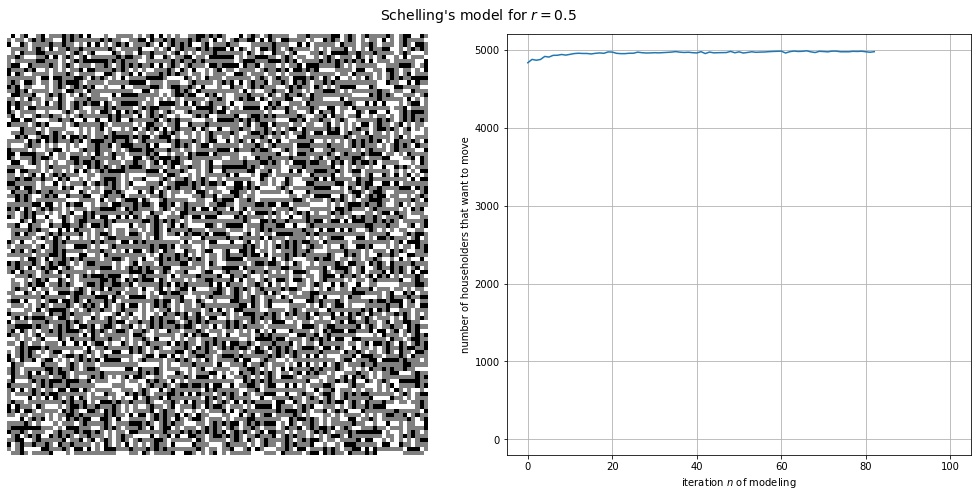 Schelling's model for r = 0.5
number of householders that want to move
5000
4000
3000
2000
1000
0
0 20 40 60 80 100
iteration n of modeling